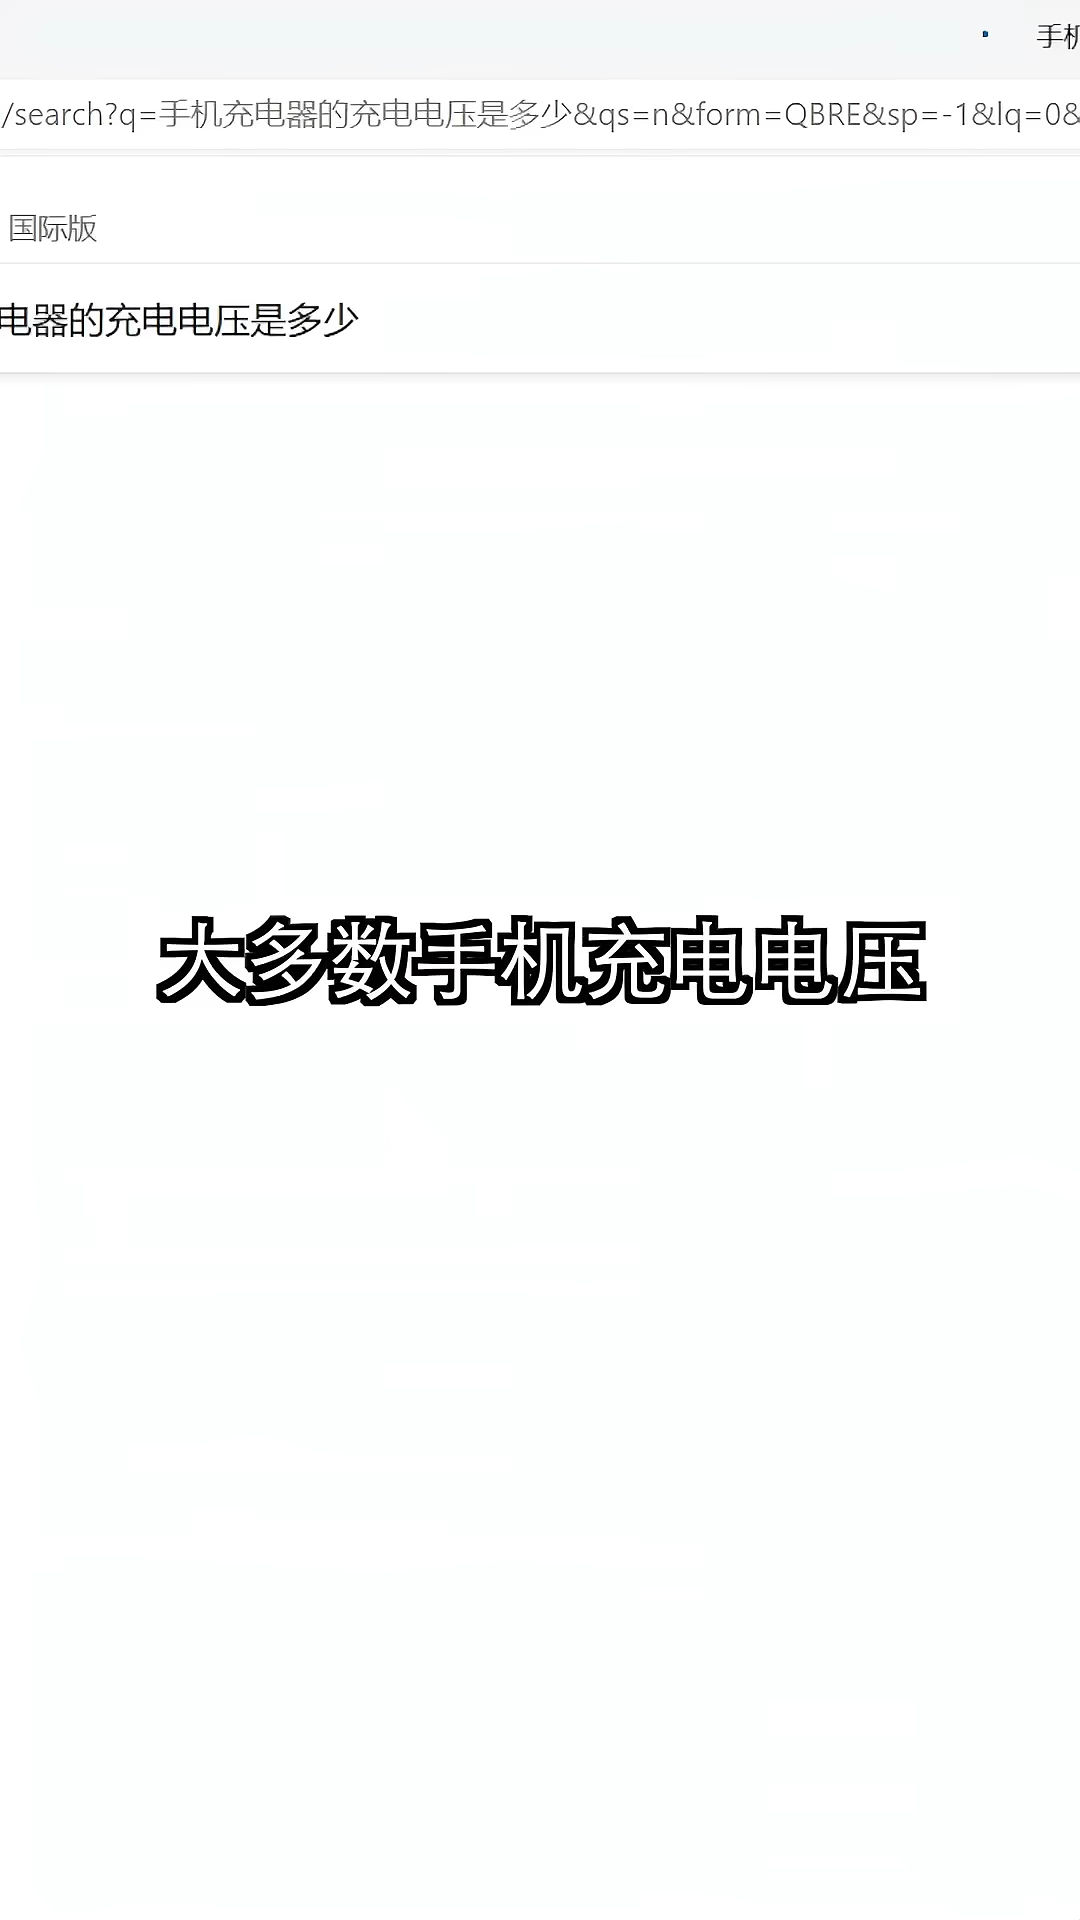 手机
/search?q=手机充电器的充电电压是多少&qs=n&form=QBRE&sp=-1&lq=0&
国际版
电器的充电电压是多少
大多数手机充电电压